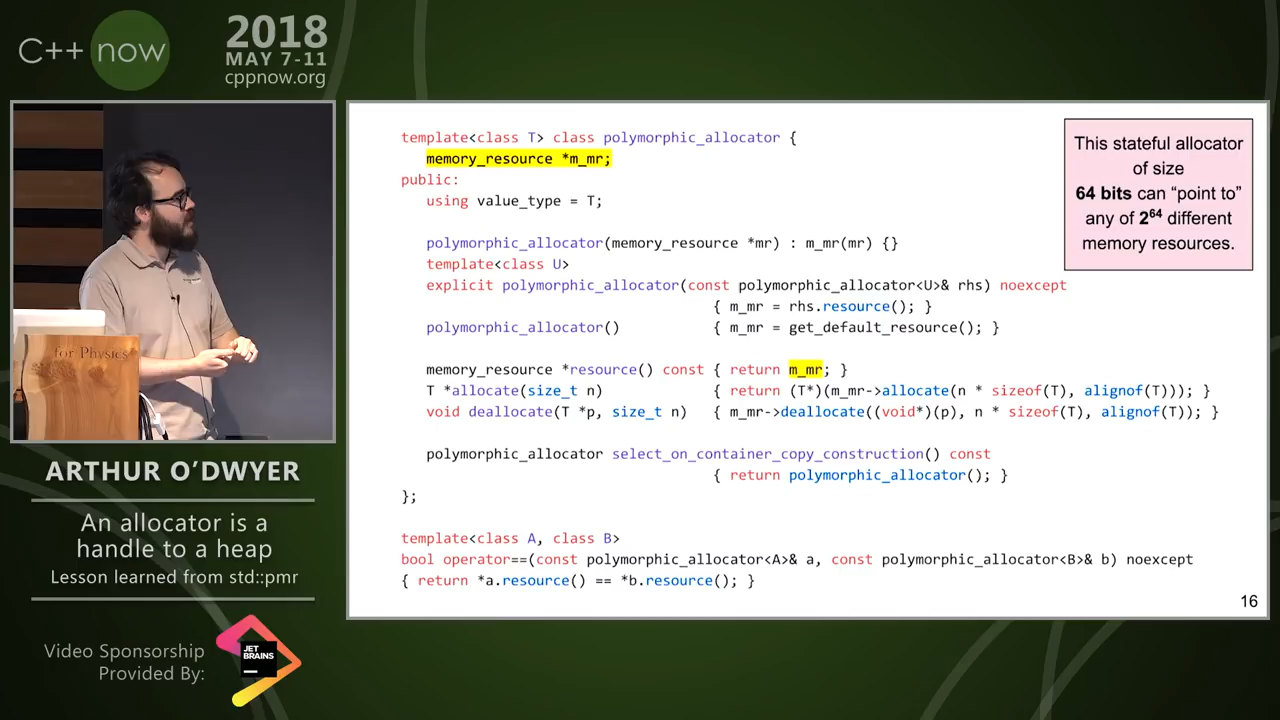 C++ now
2018
MAY 7-11
cppnow.org
template<class T> class polymorphic_allocator {
memory_resource *m_mr;
public:
using value_type = T;
polymorphic_allocator(memory_resource *mr) : m_mr(mr) {}
template<class U>
explicit polymorphic_allocator(const polymorphic_allocator<U>& rhs) noexcept
{ m_mr = rhs.resource(); }
polymorphic_allocator() { m_mr = get_default_resource(); }
memory_resource *resource() const { return m_mr; }
T *allocate(size_t n) { return (T*)(m_mr->allocate(n * sizeof(T), alignof(T))); }
void deallocate(T *p, size_t n) { m_mr->deallocate((void*)(p), n * sizeof(T), alignof(T)); }
polymorphic_allocator select_on_container_copy_construction() const
{ return polymorphic_allocator(); }
};
template<class A, class B>
bool operator==(const polymorphic_allocator<A>& a, const polymorphic_allocator<B>& b) noexcept
{ return *a.resource() == *b.resource(); }
This stateful allocator
of size
64 bits can “point to”
any of 2⁶⁴ different
memory resources.
16
for Physics
ARTHUR O’DWYER
An allocator is a
handle to a heap
Lesson learned from std::pmr
Video Sponsorship
Provided By:
JET
BRAINS